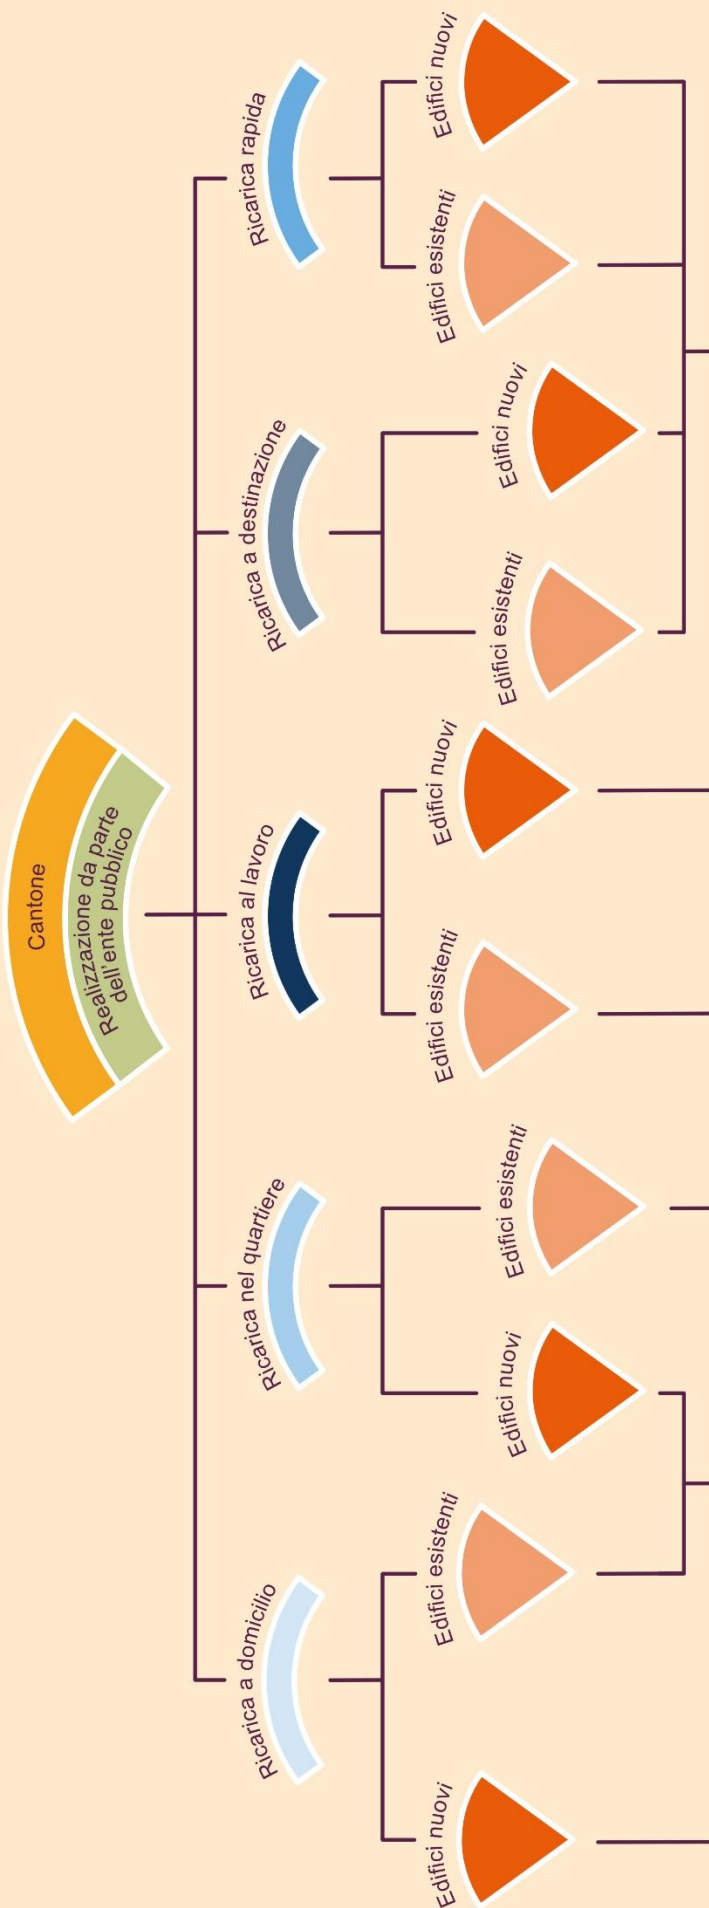 Cantone
Realizzazione da parte
dell'ente pubblico
Ricarica a domicilio
Ricarica nel quartiere
Ricarica al lavoro
Ricarica a destinazione
Ricarica rapida
Edifici nuovi
Edifici esistenti
Edifici nuovi
Edifici esistenti
Edifici esistenti
Edifici nuovi
Edifici esistenti
Edifici nuovi
Edifici esistenti
Edifici nuovi